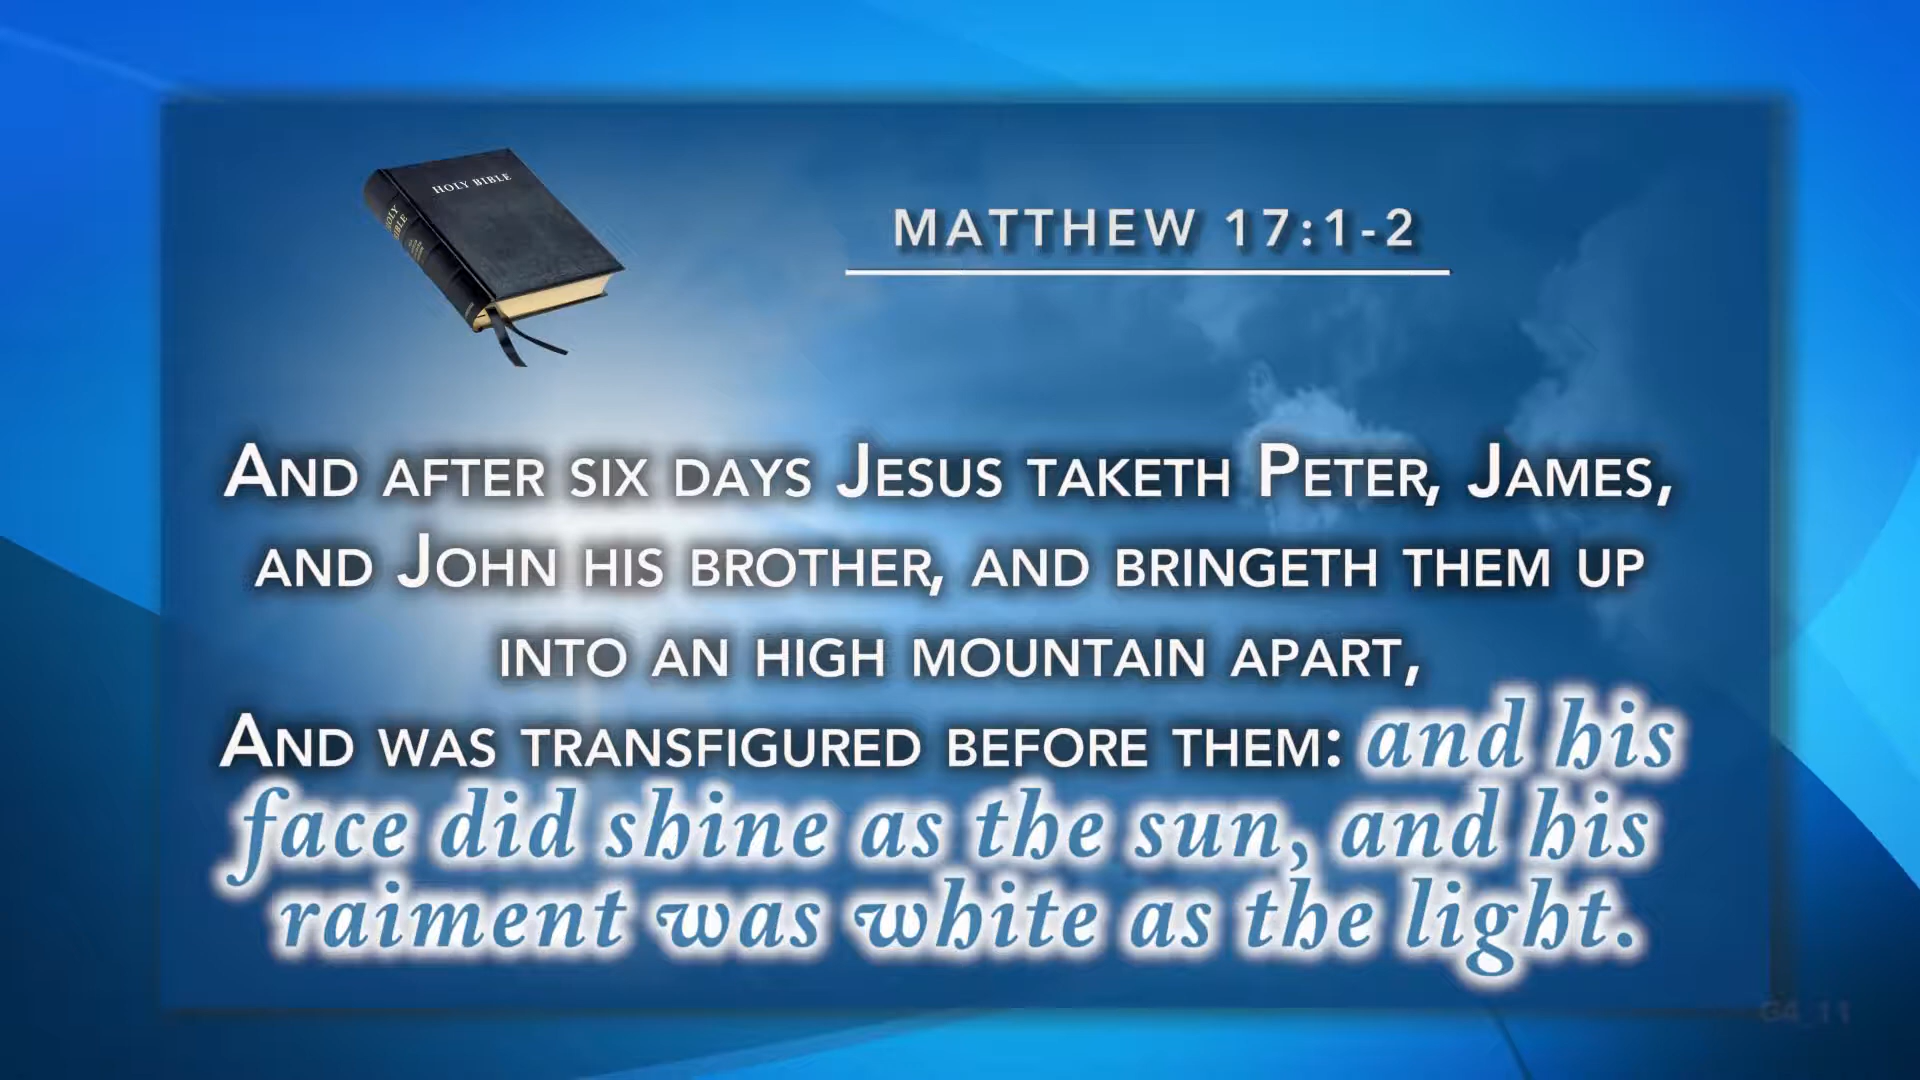 HOLY BIBLE
HOLY
BIBLE
MATTHEW 17:1-2
AND AFTER SIX DAYS JESUS TAKETH PETER, JAMES,
AND JOHN HIS BROTHER, AND BRINGETH THEM UP
INTO AN HIGH MOUNTAIN APART,
AND WAS TRANSFIGURED BEFORE THEM: and his
face did shine as the sun, and his
raiment was white as the light.
G4_11